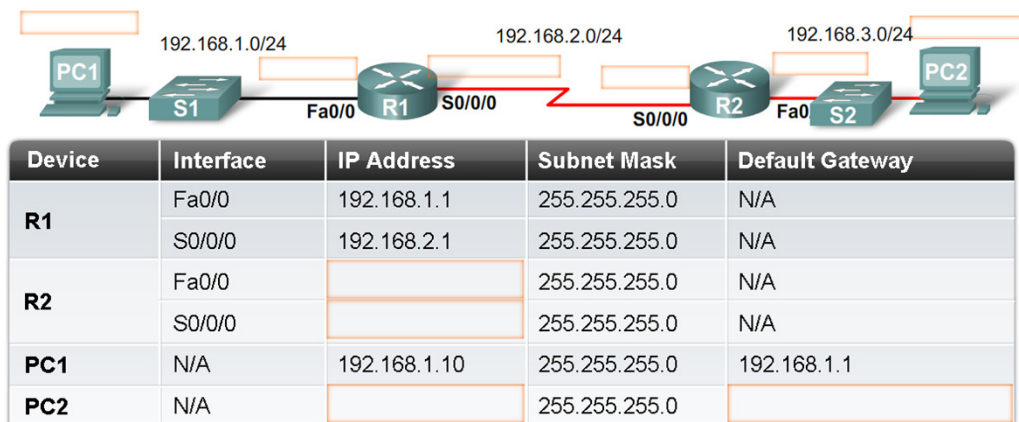 192.168.1.0/24
192.168.2.0/24
192.168.3.0/24
PC1
S1
Fa0/0
R1
S0/0/0
S0/0/0
R2
Fa0
S2
PC2
Device Interface IP Address Subnet Mask Default Gateway
R1 Fa0/0 192.168.1.1 255.255.255.0 N/A
S0/0/0 192.168.2.1 255.255.255.0 N/A
R2 Fa0/0 255.255.255.0 N/A
S0/0/0 255.255.255.0 N/A
PC1 N/A 192.168.1.10 255.255.255.0 192.168.1.1
PC2 N/A 255.255.255.0